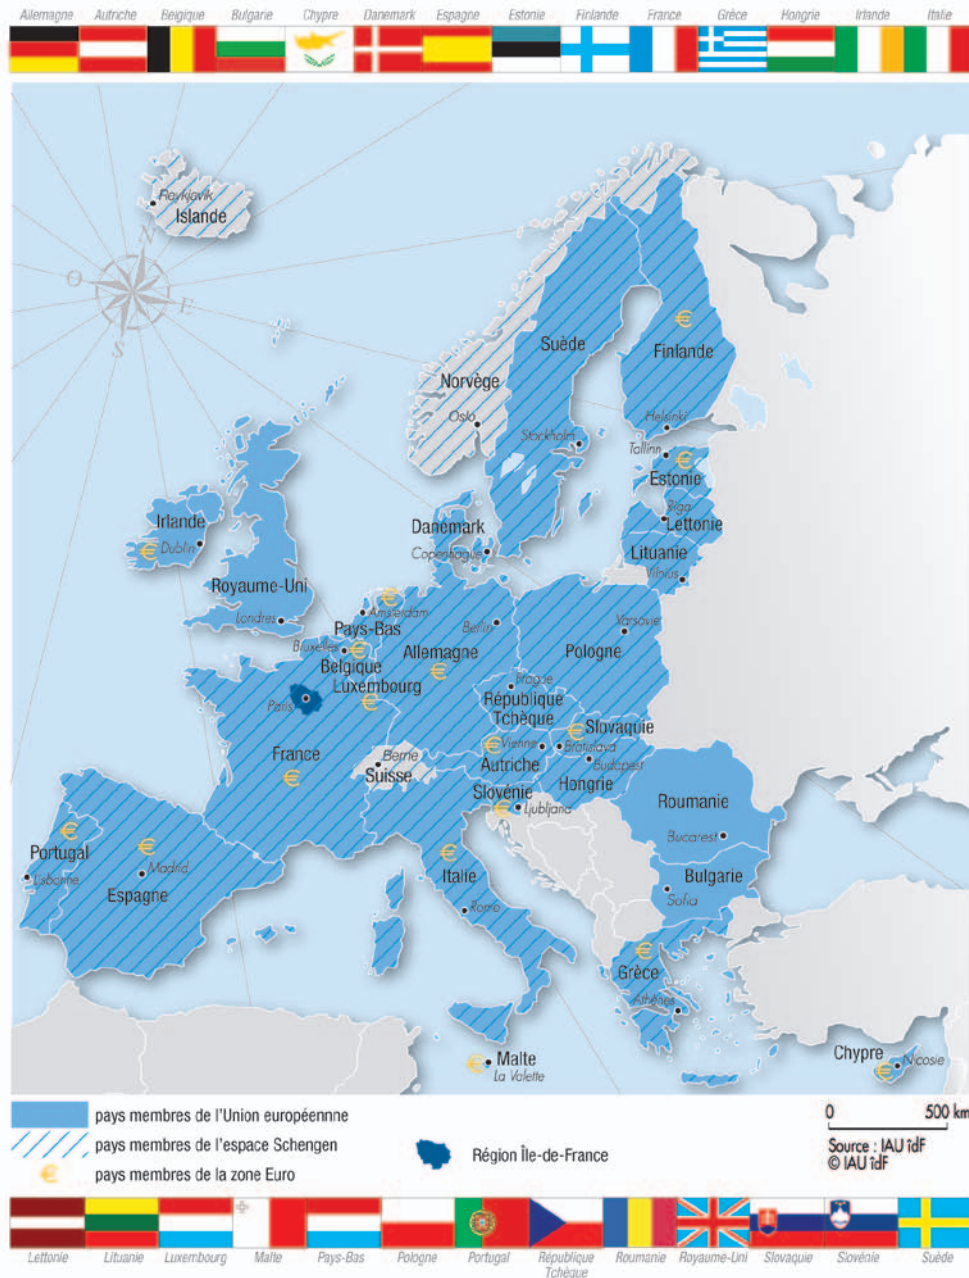 Allemagne Autriche Belgique Bulgarie Chypre Danemark Espagne Estonie Finlande France Grèce Hongrie Irlande Italie
Reykjavik
Islande
N
O
E
S
Suède
Finlande
Norvège
Oslo
Helsinki
Stockholm
Tallinn
Estonie
Riga
Lettonie
Irlande
Dublin
Danemark
Copenhague
Lituanie
Vilnius
Royaume-Uni
Londres
Amsterdam
Pays-Bas
Berlin
Varsovie
Bruxelles
Belgique
Allemagne
Pologne
Luxembourg
Prague
République
Tchèque
Paris
Slovaquie
France
Vienne
Bratislava
Berne
Autriche
Budapest
Suisse
Hongrie
Slovénie
Ljubljana
Roumanie
Bucarest
Portugal
Madrid
Lisbonne
Espagne
Italie
Bulgarie
Sofia
Rome
Grèce
Athènes
Malte
La Valette
Chypre
Nicosie
pays membres de l'Union européennne
pays membres de l'espace Schengen
€ pays membres de la zone Euro
Région Île-de-France
0 500 km
Source : IAU îdF
© IAU îdF
Lettonie Lituanie Luxembourg Malte Pays-Bas Pologne Portugal République Roumanie Royaume-Uni Slovaquie Slovénie Suède
Tchèque